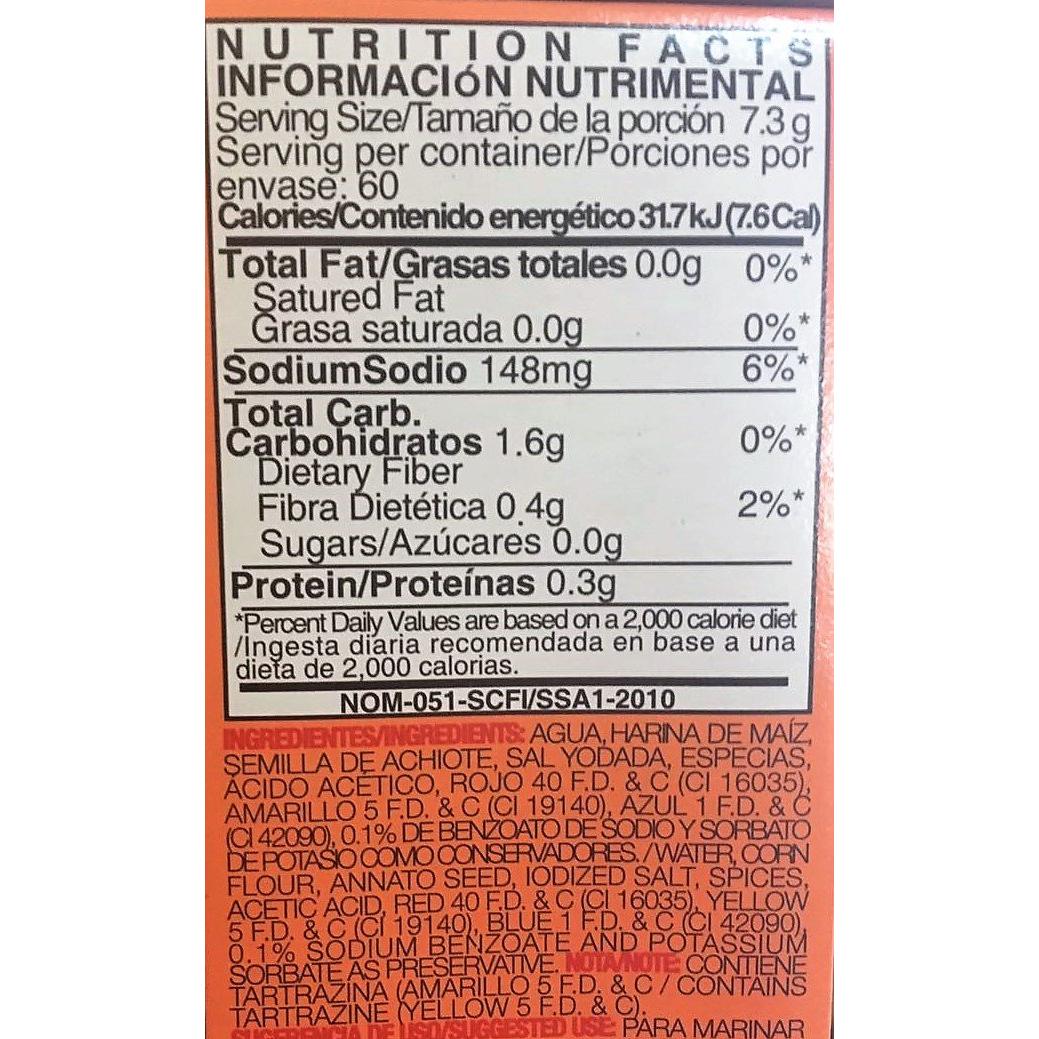 NUTRITION FACTS
INFORMACIÓN NUTRIMENTAL
Serving Size/Tamaño de la porción 7.3 g
Serving per container/Porciones por
envase: 60
Calories/Contenido energético 31.7 kJ (7.6 Cal)
Total Fat/Grasas totales 0.0g 0%*
Satured Fat
Grasa saturada 0.0g 0%*
SodiumSodio 148mg 6%*
Total Carb.
Carbohidratos 1.6g 0%*
Dietary Fiber
Fibra Dietética 0.4g 2%*
Sugars/Azúcares 0.0g
Protein/Proteínas 0.3g
*Percent Daily Values are based on a 2,000 calorie diet
/Ingesta diaria recomendada en base a una
dieta de 2,000 calorias.
NOM-051-SCFI/SSA1-2010
INGREDIENTES/INGREDIENTS: AGUA, HARINA DE MAÍZ,
SEMILLA DE ACHIOTE, SAL YODADA, ESPECIAS,
ÁCIDO ACÉTICO, ROJO 40 F.D. & C (CI 16035),
AMARILLO 5 F.D. & C (CI 19140), AZUL 1 F.D. & C
(CI 42090), 0.1% DE BENZOATO DE SODIO Y SORBATO
DE POTASIO COMO CONSERVADORES. /WATER, CORN
FLOUR, ANNATO SEED, IODIZED SALT, SPICES,
ACETIC ACID, RED 40 F.D. & C (CI 16035), YELLOW
5 F.D. & C (CI 19140), BLUE 1 F.D. & C (CI 42090),
0.1% SODIUM BENZOATE AND POTASSIUM
SORBATE AS PRESERVATIVE. NOTA/NOTE: CONTIENE
TARTRAZINA (AMARILLO 5 F.D. & C / CONTAINS
TARTRAZINE (YELLOW 5 F.D. & C).
SUGERENCIA DE USO/SUGGESTED USE: PARA MARINAR